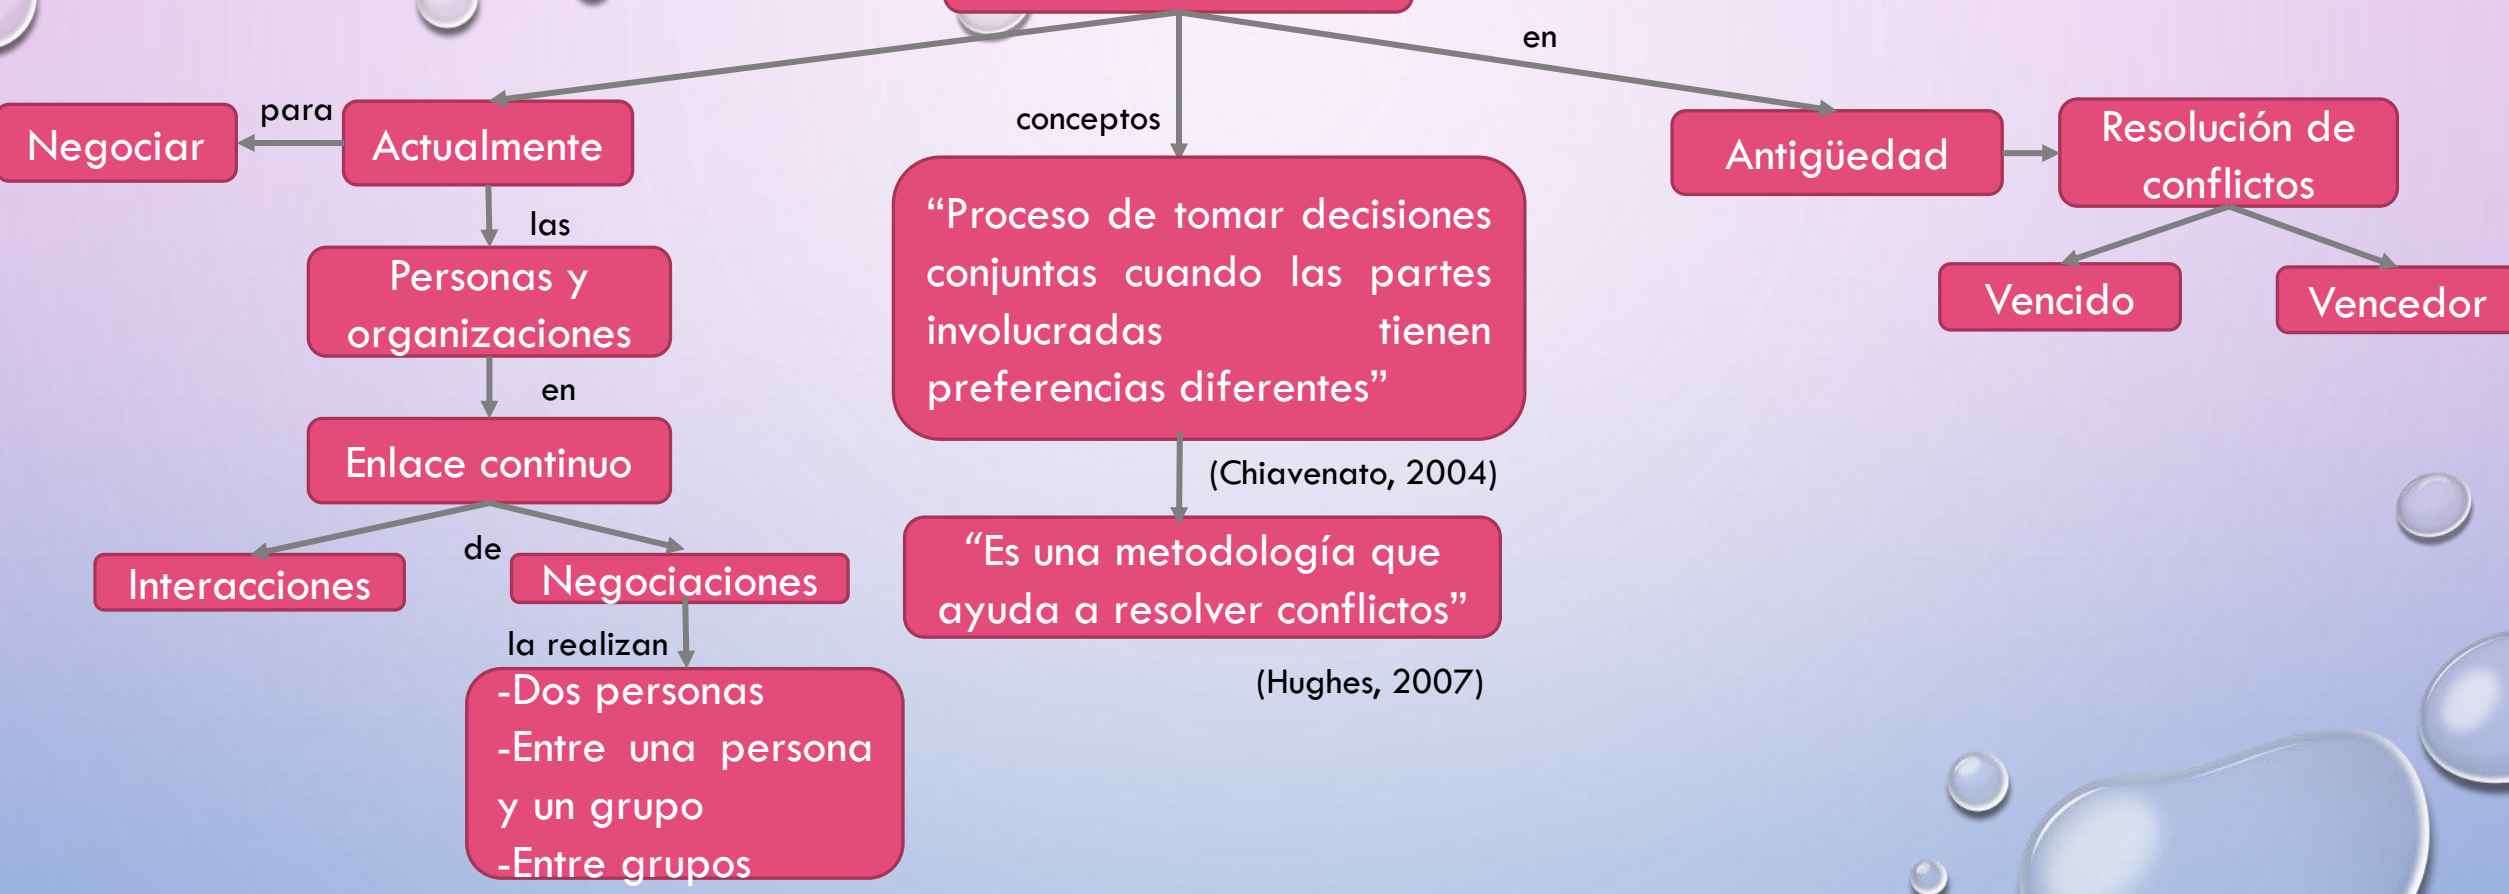 en
para
Negociar
Actualmente
conceptos
Antigüedad
Resolución de
conflictos
las
Personas y
organizaciones
“Proceso de tomar decisiones
conjuntas cuando las partes
involucradas tienen
preferencias diferentes”
Vencido
Vencedor
en
Enlace continuo
(Chiavenato, 2004)
de
Interacciones
Negociaciones
“Es una metodología que
ayuda a resolver conflictos”
la realizan
(Hughes, 2007)
-Dos personas
-Entre una persona
y un grupo
-Entre grupos